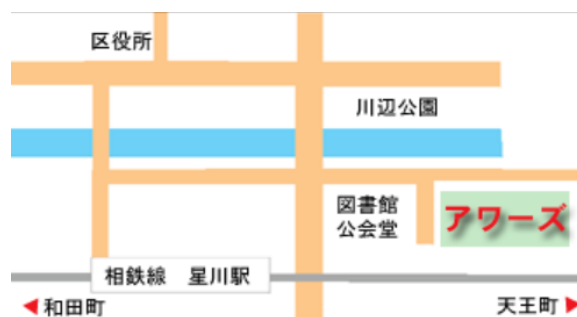 区役所
川辺公園
図書館
公会堂
アワーズ
相鉄線　星川駅
和田町
天王町